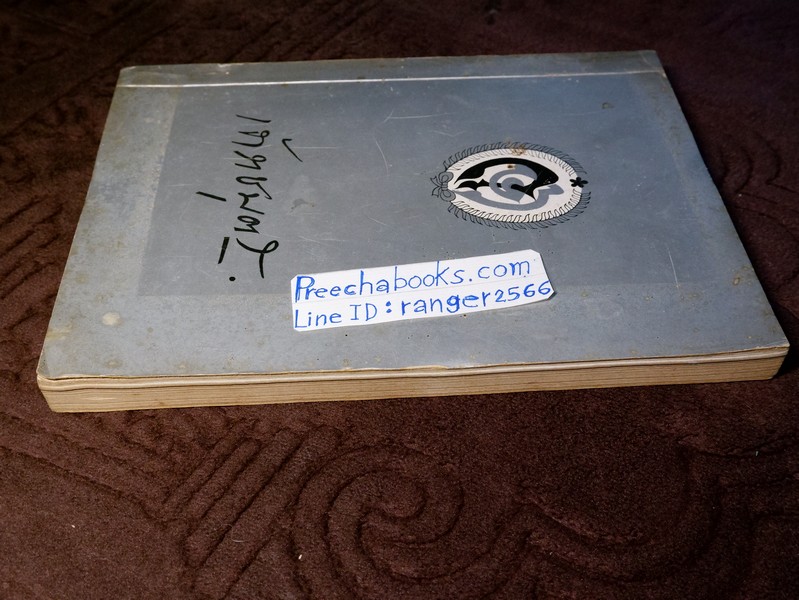 Preechabooks.com
Line ID : ranger2566